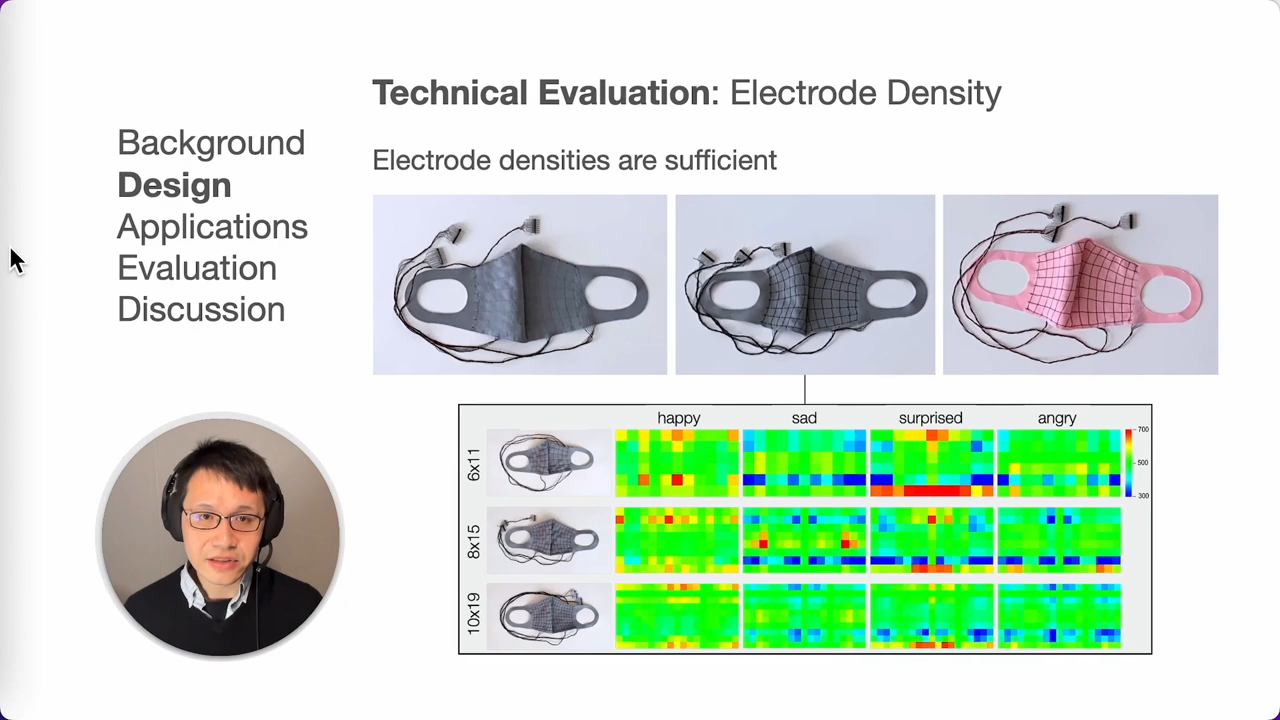 Technical Evaluation: Electrode Density
Background
Design
Applications
Evaluation
Discussion
Electrode densities are sufficient
happy sad surprised angry
6x11
700
500
300
8x15
10x19